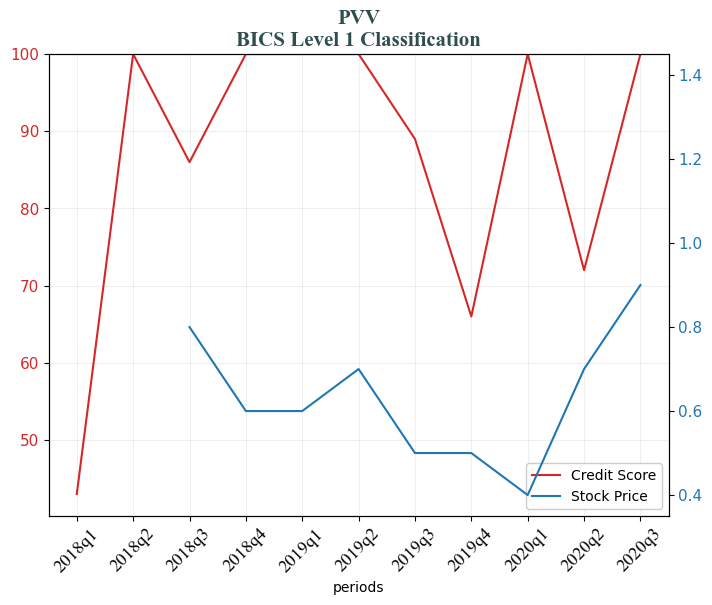 PVV
BICS Level 1 Classification
100
90
80
70
60
50
1.4
1.2
1.0
0.8
0.6
0.4
Credit Score
Stock Price
2018q1
2018q2
2018q3
2018q4
2019q1
2019q2
2019q3
2019q4
2020q1
2020q2
2020q3
periods